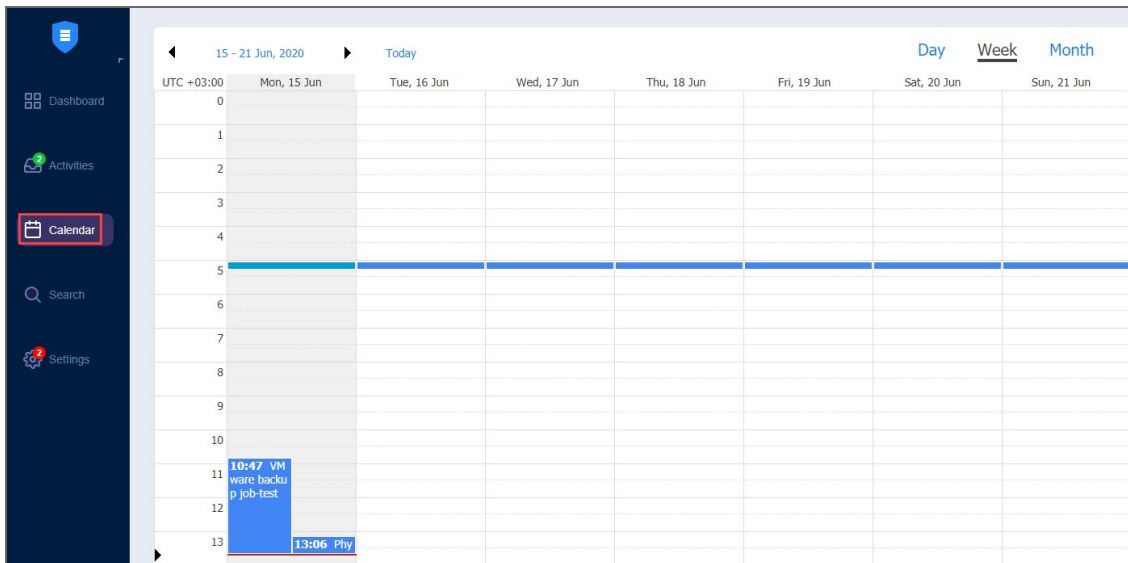 15 - 21 Jun, 2020 Today Day Week Month
UTC +03:00 Mon, 15 Jun Tue, 16 Jun Wed, 17 Jun Thu, 18 Jun Fri, 19 Jun Sat, 20 Jun Sun, 21 Jun
Dashboard
2
Activities
Calendar
Search
2
Settings
0
1
2
3
4
5
6
7
8
9
10
11
12
13
10:47 VM
ware backu
p job-test
13:06 Phy